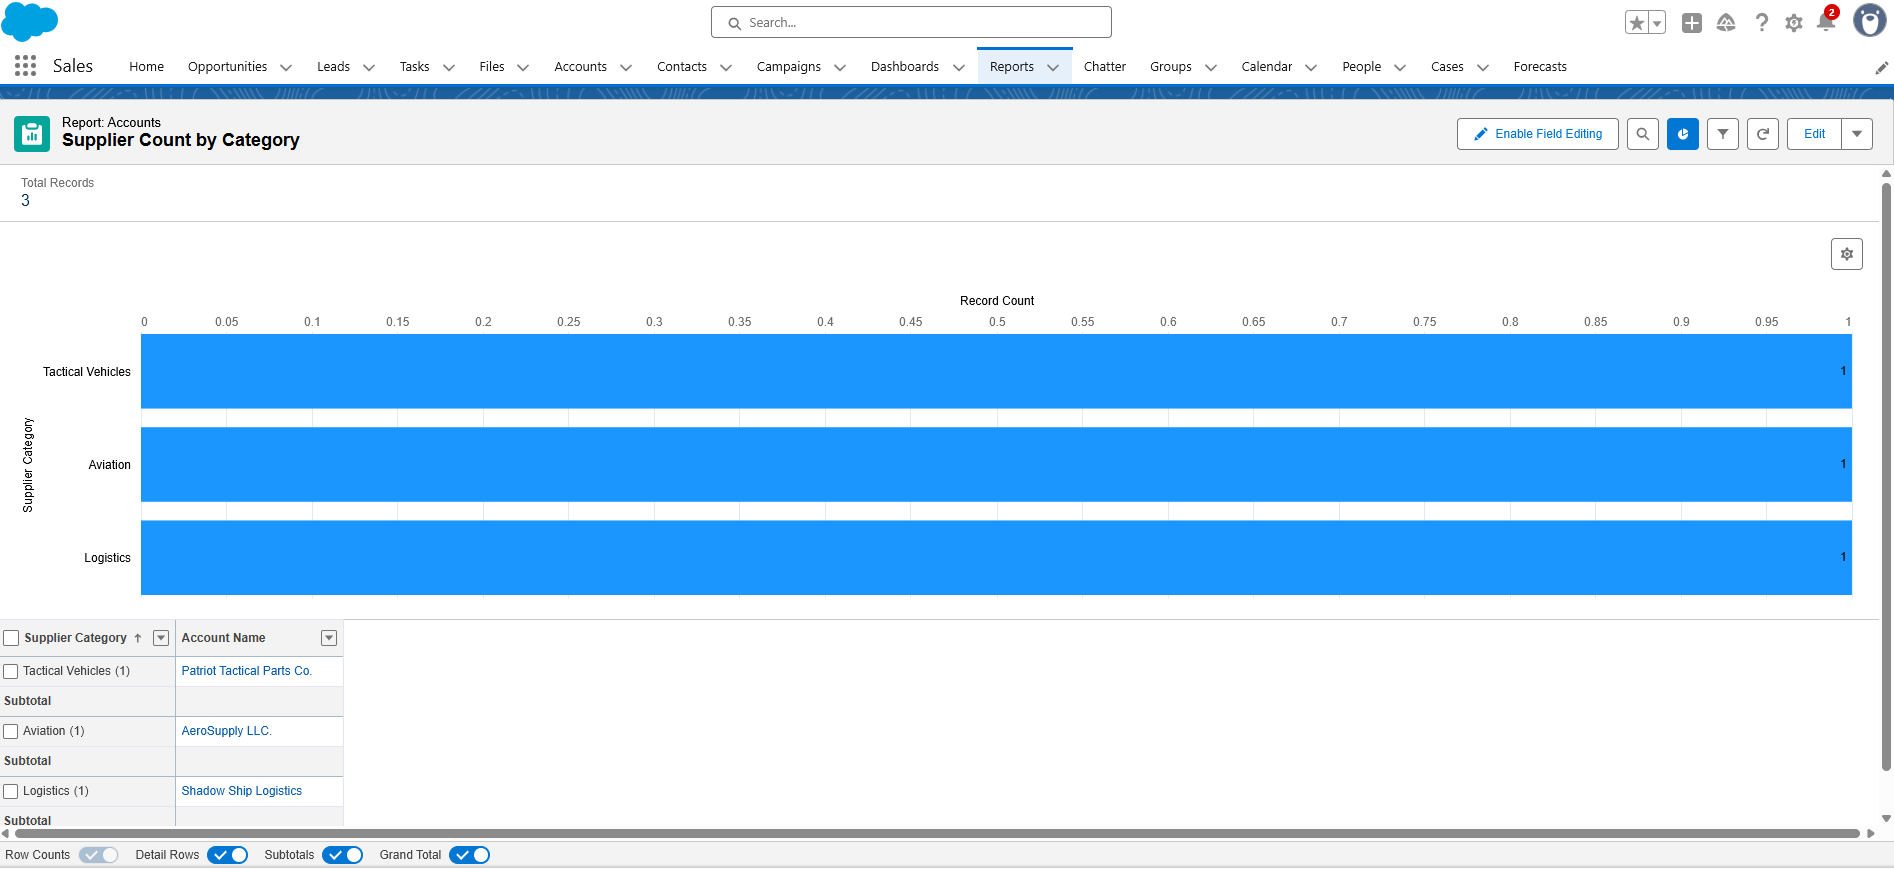 Search...
2
Sales
Home
Opportunities
Leads
Tasks
Files
Accounts
Contacts
Campaigns
Dashboards
Reports
Chatter
Groups
Calendar
People
Cases
Forecasts
Report: Accounts
Supplier Count by Category
Enable Field Editing
Edit
Total Records
3
Record Count
0 0.05 0.1 0.15 0.2 0.25 0.3 0.35 0.4 0.45 0.5 0.55 0.6 0.65 0.7 0.75 0.8 0.85 0.9 0.95 1
Supplier Category
Tactical Vehicles
1
Aviation
1
Logistics
1
Supplier Category ↑ Account Name
Tactical Vehicles (1) Patriot Tactical Parts Co.
Subtotal
Aviation (1) AeroSupply LLC.
Subtotal
Logistics (1) Shadow Ship Logistics
Subtotal
Row Counts Detail Rows Subtotals Grand Total